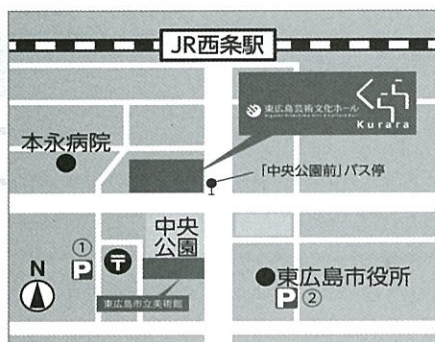 JR西条駅
東広島芸術文化ホール
くらら
Kurara
本永病院
「中央公園前」バス停
中央
公園
①
P
〒
N
東広島市立美術館
東広島市役所
P ②